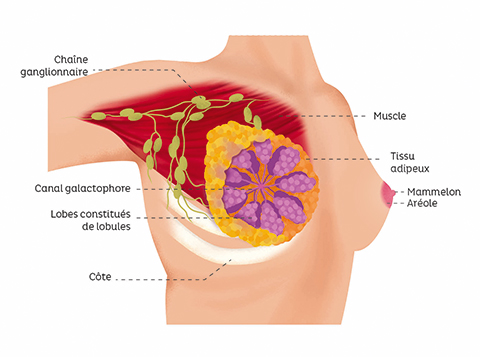 Chaîne
ganglionnaire
Muscle
Tissu
adipeux
Canal galactophore
Mammelon
Aréole
Lobes constitués
de lobules
Côte